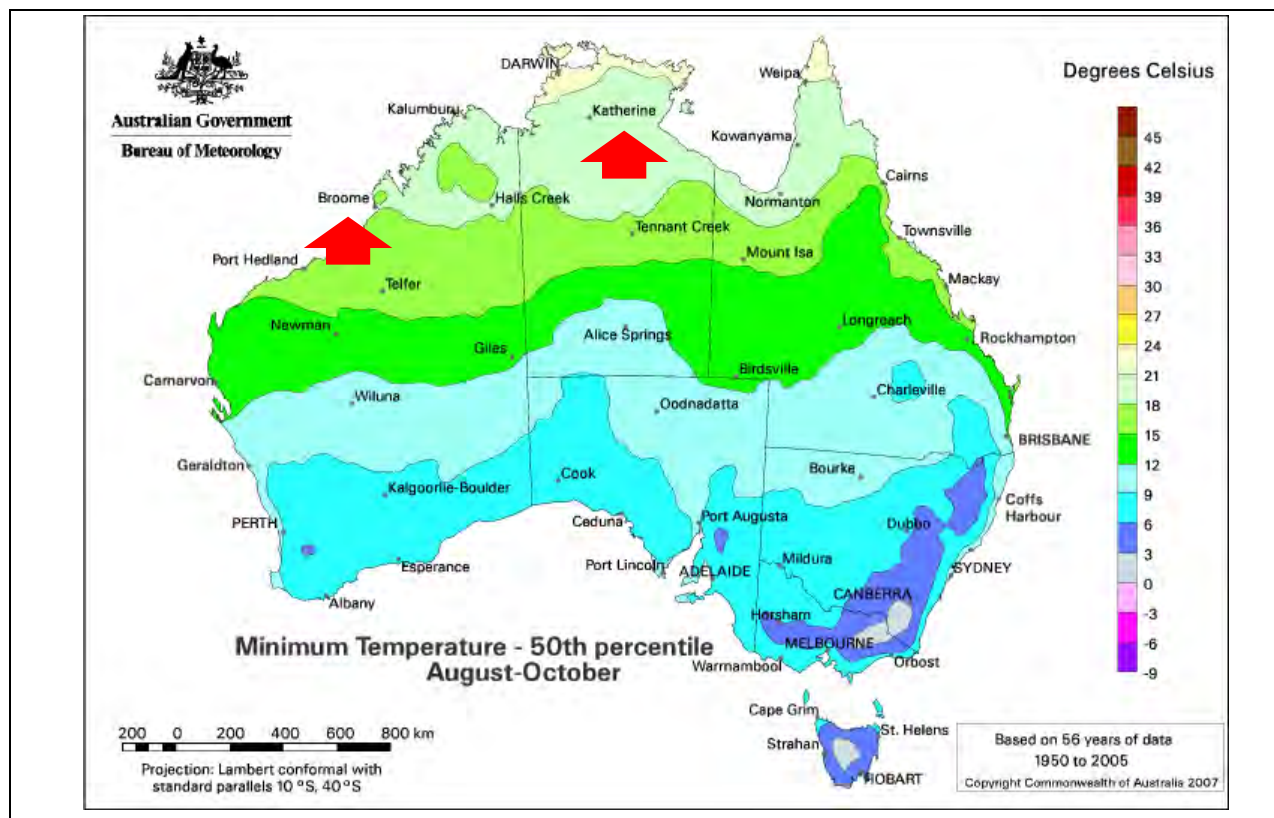 Australian Government
Bureau of Meteorology
DARWIN
Weipa
Degrees Celsius
Kalumburu
Katherine
Kowanyama
Broome
Halls Creek
Normanton
Cairns
Port Hedland
Tennant Creek
Mount Isa
Townsville
Telfer
Mackay
Newman
Giles
Alice Springs
Longreach
Rockhampton
Carnarvon
Wiluna
Birdsville
Oodnadatta
Charleville
BRISBANE
Geraldton
Kalgoorlie-Boulder
Cook
Bourke
Coffs
Harbour
PERTH
Ceduna
Port Augusta
Dubbo
Esperance
Port Lincoln
ADELAIDE
Mildura
SYDNEY
Albany
CANBERRA
Horsham
MELBOURNE
Warrnambool
Orbost
Cape Grim
St. Helens
Strahan
HOBART
45
42
39
36
33
30
27
24
21
18
15
12
9
6
3
0
-3
-6
-9
Minimum Temperature - 50th percentile
August-October
200 0 200 400 600 800 km
Projection: Lambert conformal with
standard parallels 10 °S, 40 °S
Based on 56 years of data
1950 to 2005
Copyright Commonwealth of Australia 2007